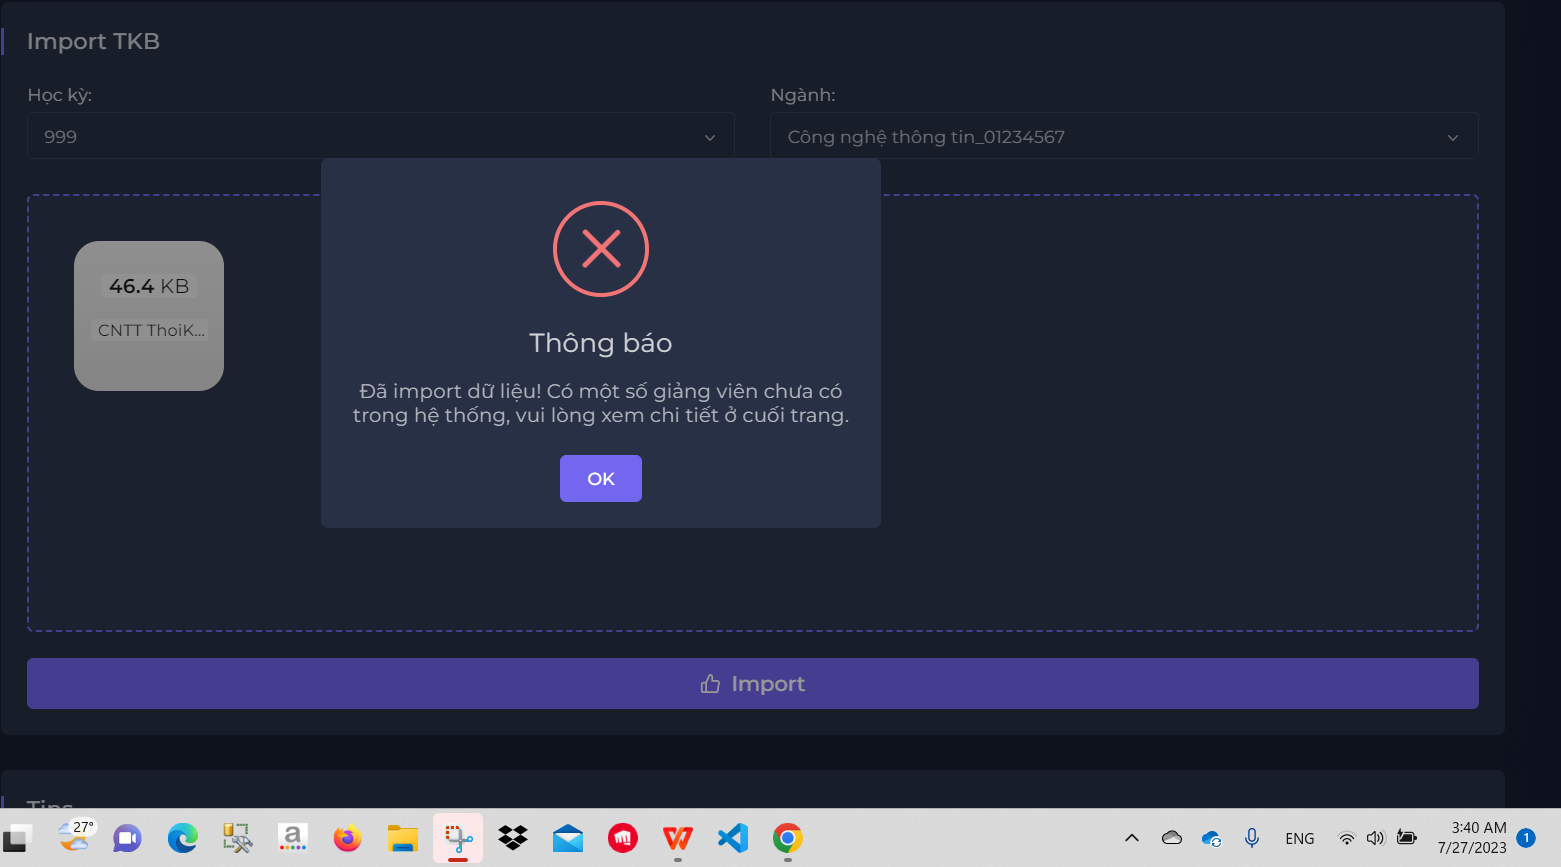 Import TKB
Học kỳ:
Ngành:
999
Công nghệ thông tin_01234567
46.4 KB
CNTT ThoiK...
Thông báo
Đã import dữ liệu! Có một số giảng viên chưa có
trong hệ thống, vui lòng xem chi tiết ở cuối trang.
OK
Import
Tips
27°
a
ENG
3:40 AM
7/27/2023
1